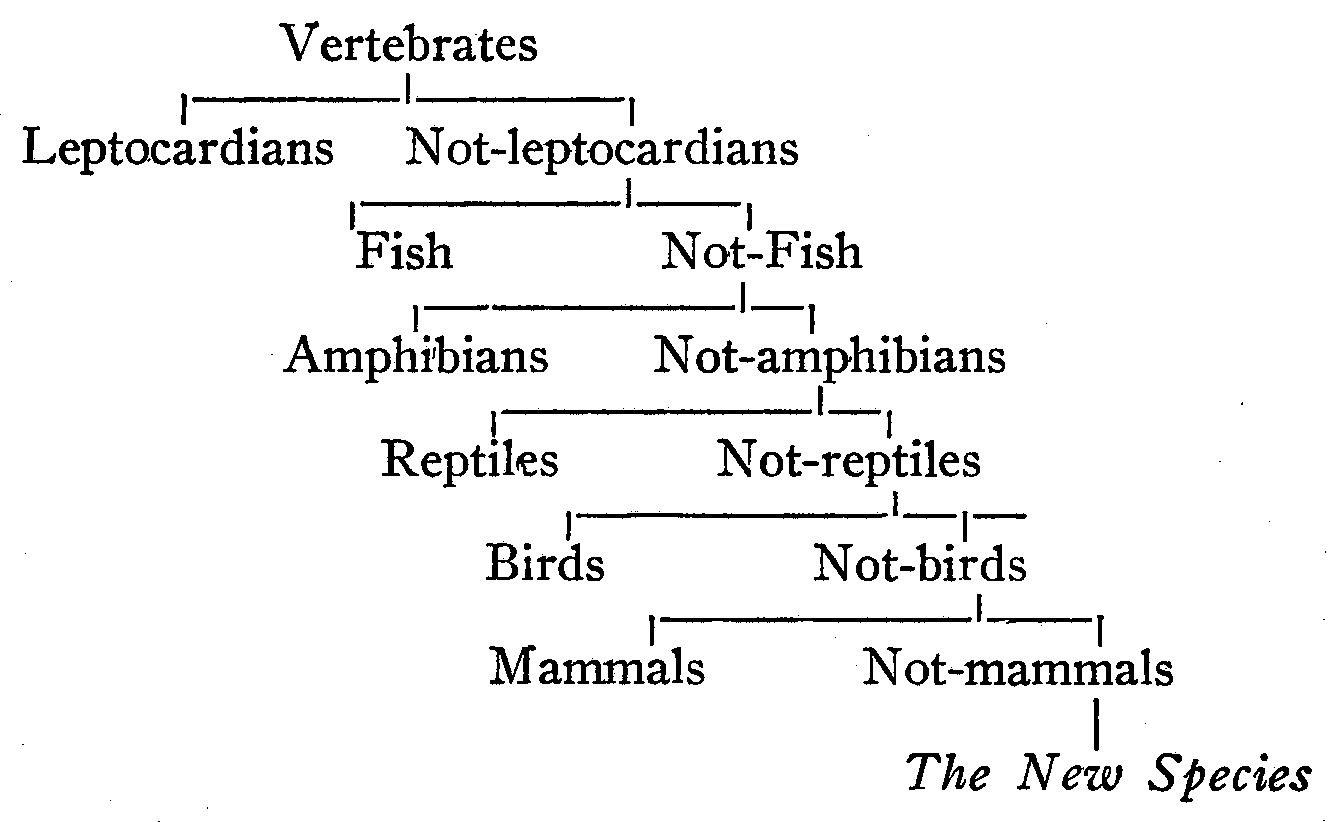 Vertebrates
Leptocardians Not-leptocardians
Fish Not-Fish
Amphibians Not-amphibians
Reptiles Not-reptiles
Birds Not-birds
Mammals Not-mammals
The New Species